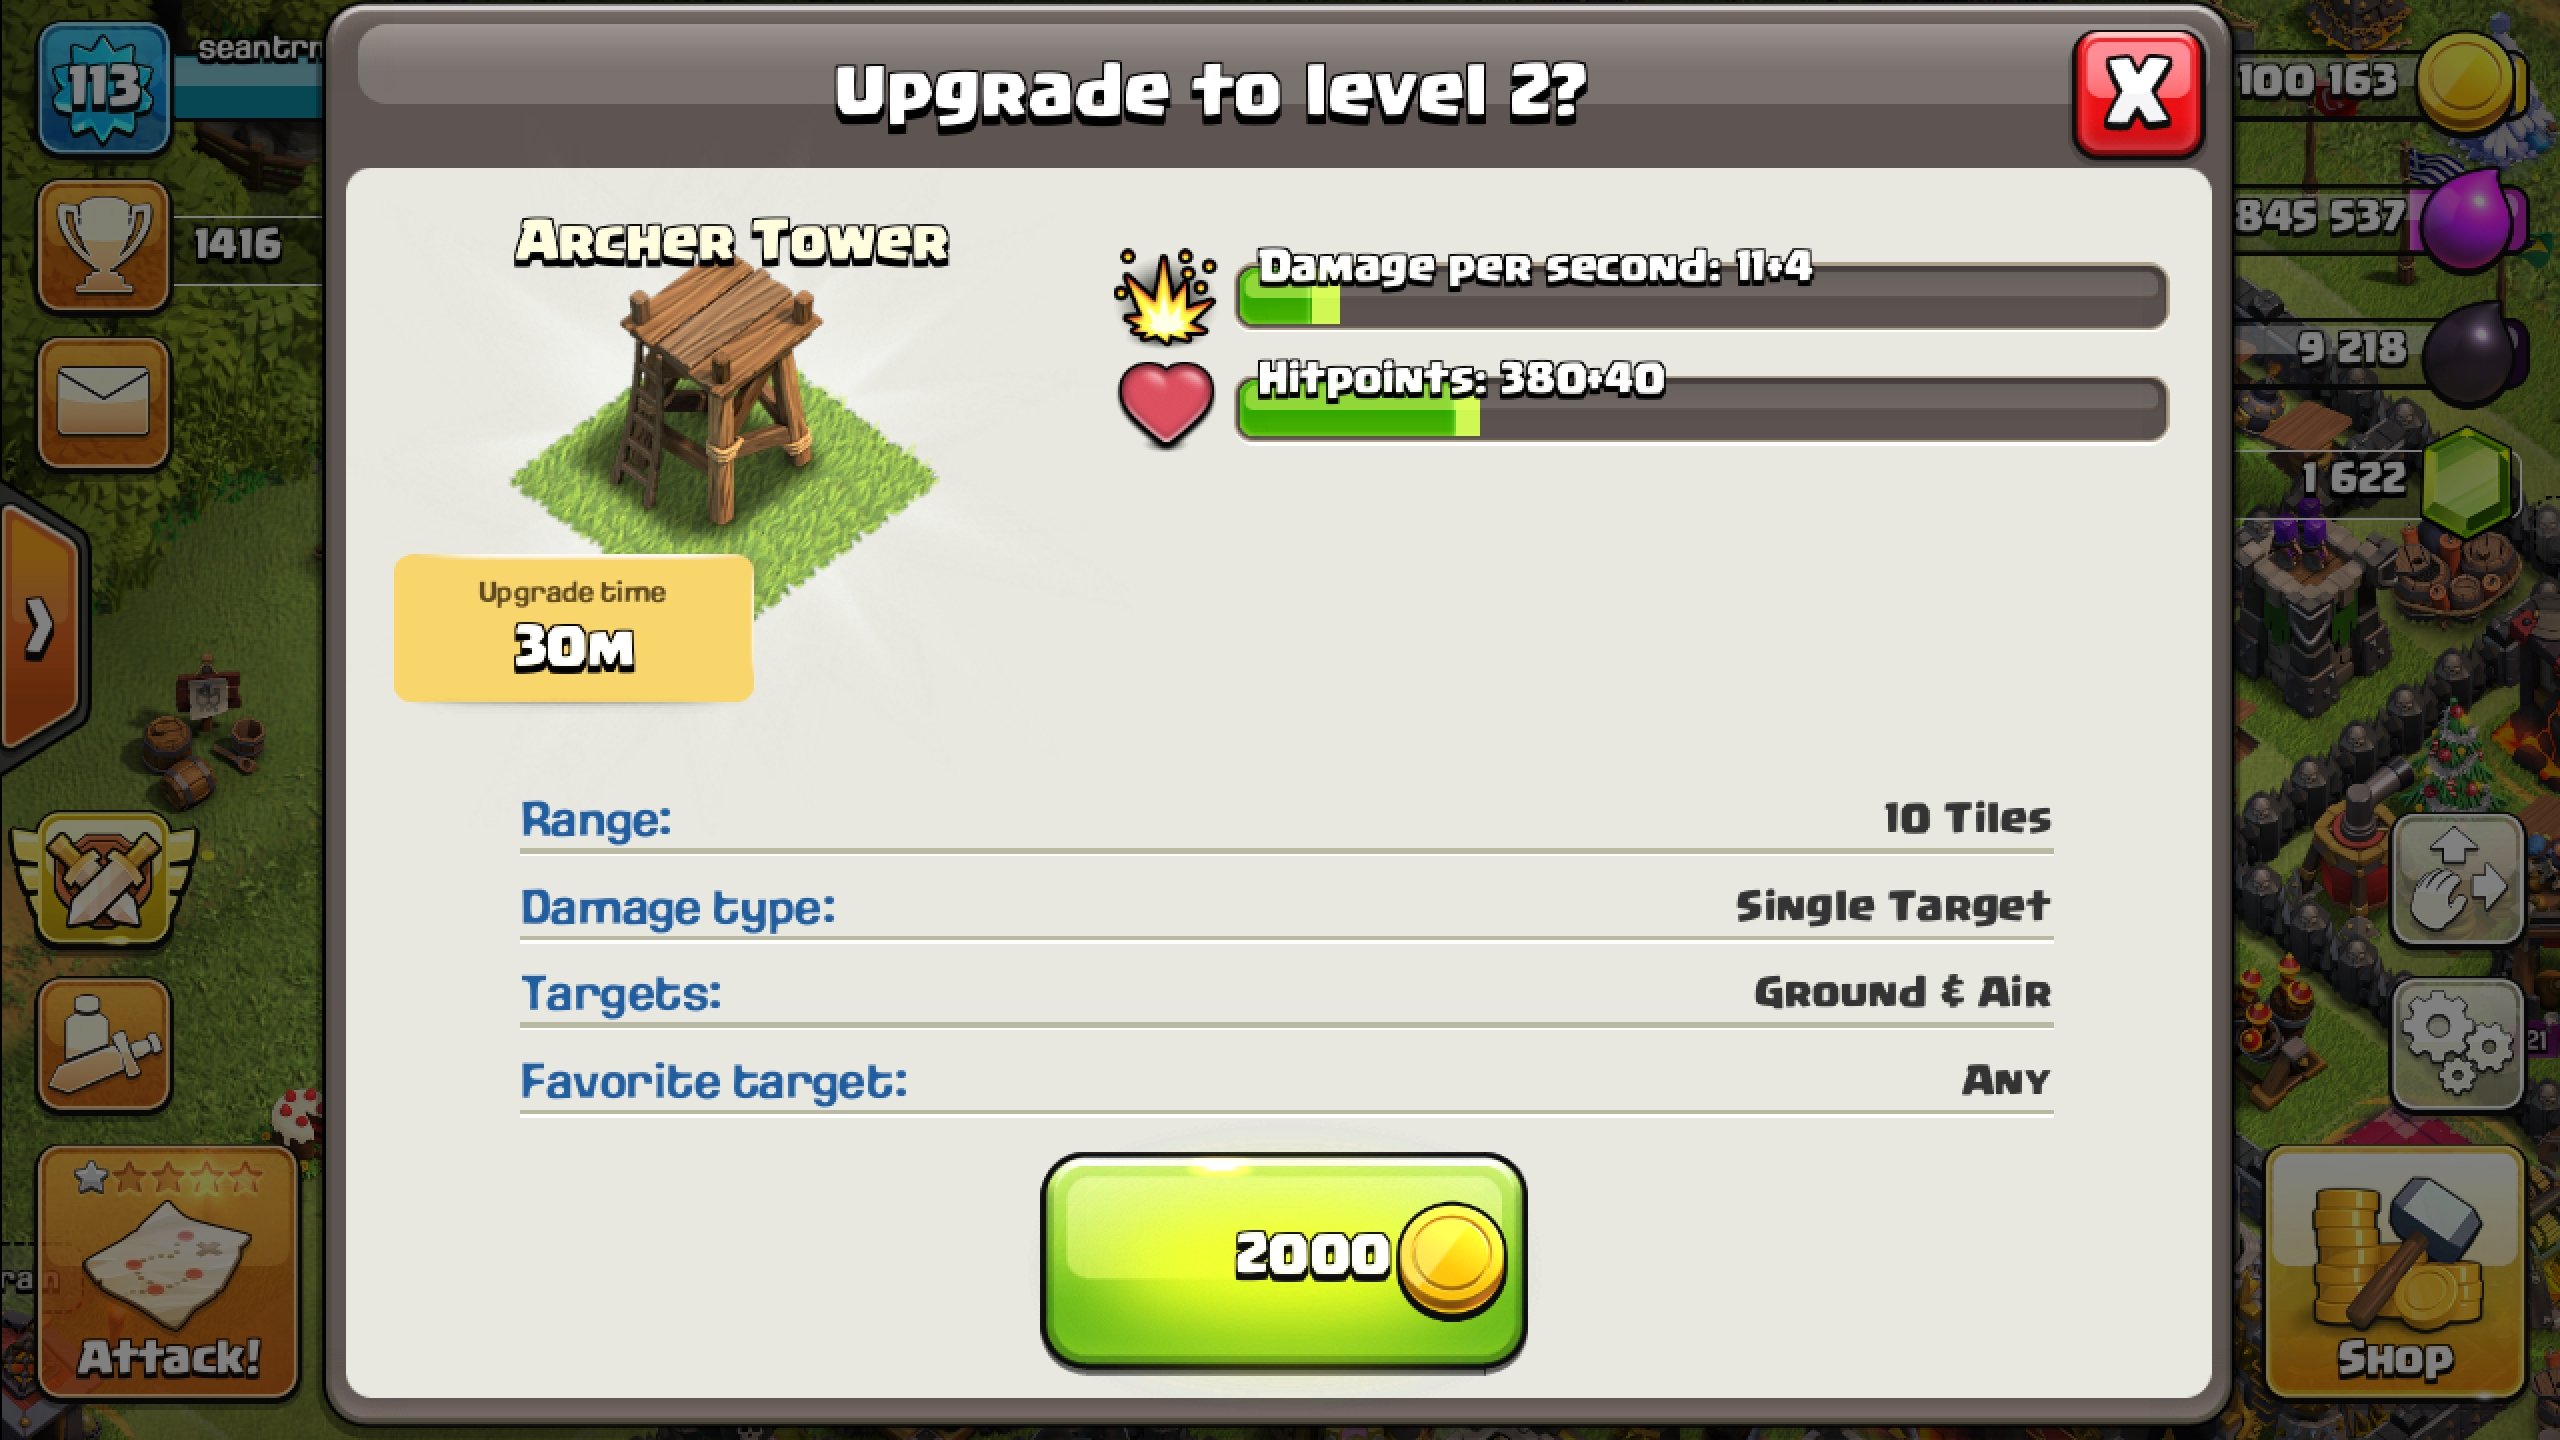 Upgrade to level 2?
X
113
1416
Archer Tower
Damage per second: 11+4
Hitpoints: 380+40
Upgrade time
30m
Range: 10 Tiles
Damage type: Single Target
Targets: Ground & Air
Favorite target: Any
2000
100 163
845 537
9 218
1 622
21
Attack!
Shop